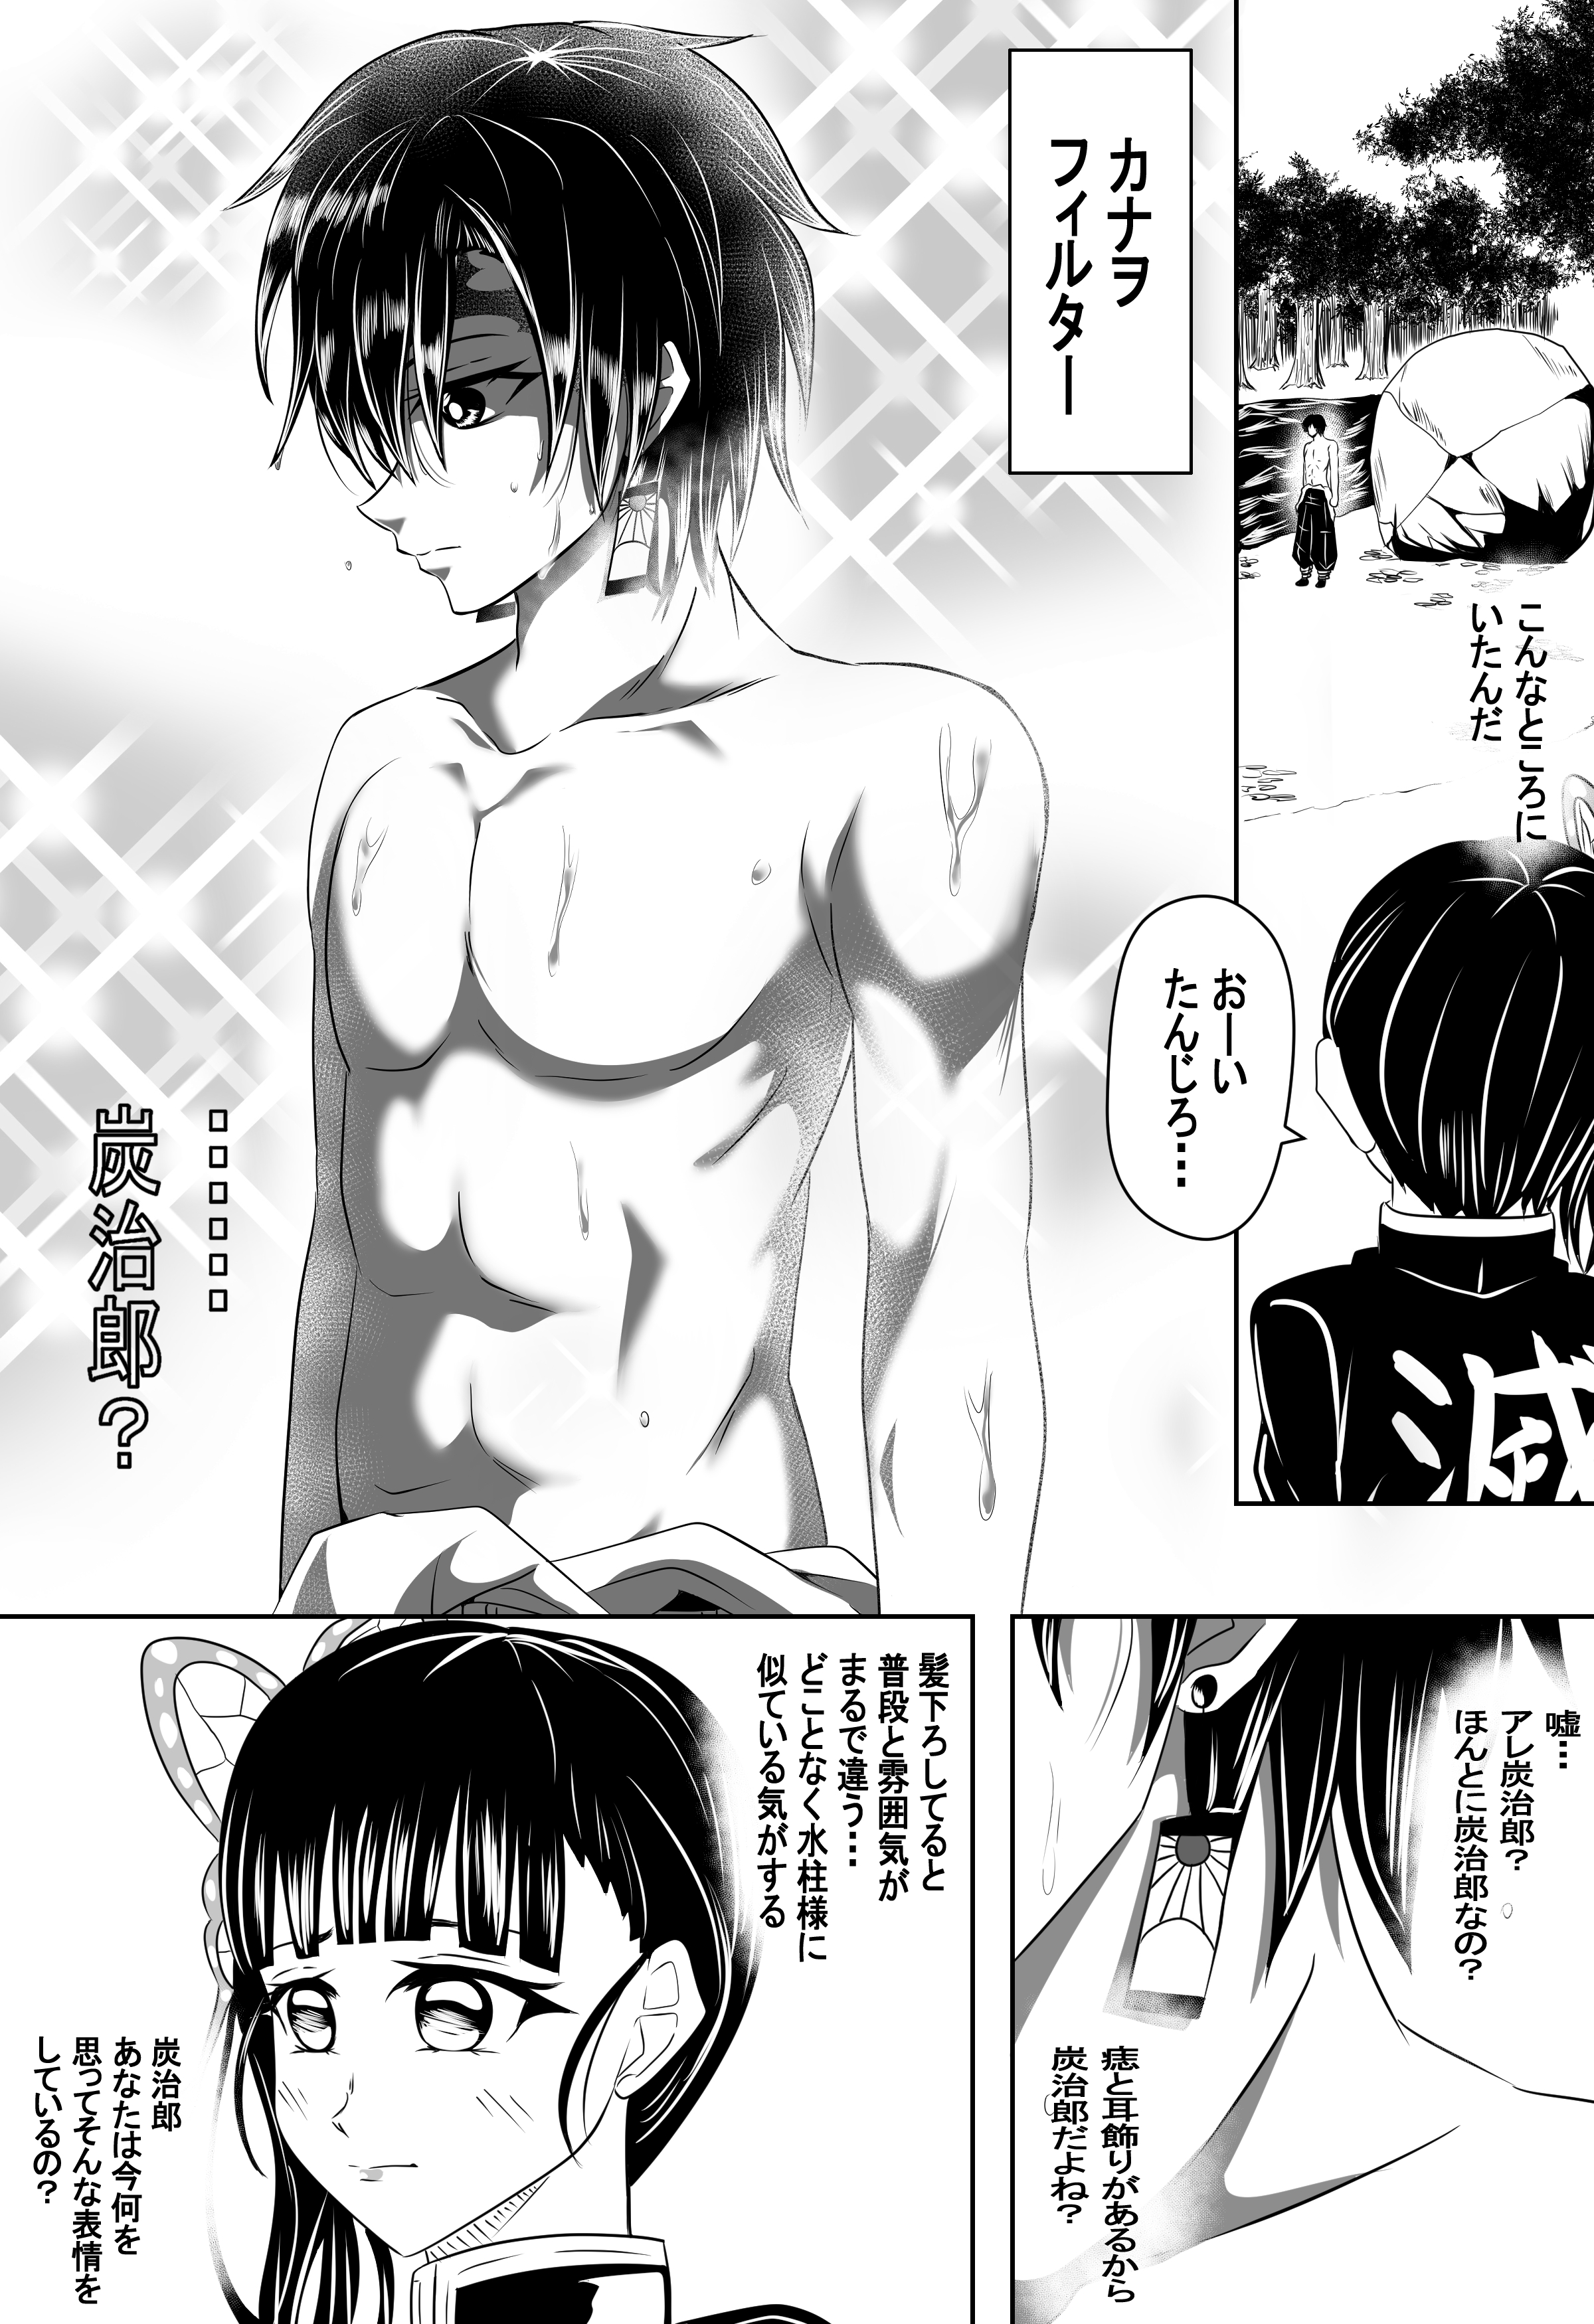 こんなところに
いたんだ
おーい
たんじろ…
滅
カナヲ
フィルター
……
炭治郎？
嘘…
アレ炭治郎？
ほんとに炭治郎なの？
痣と耳飾りがあるから
炭治郎だよね？
髪下ろしてると
普段と雰囲気が
まるで違う…
どことなく水柱様に
似ている気がする
炭治郎
あなたは今何を
思ってそんな表情を
しているの？